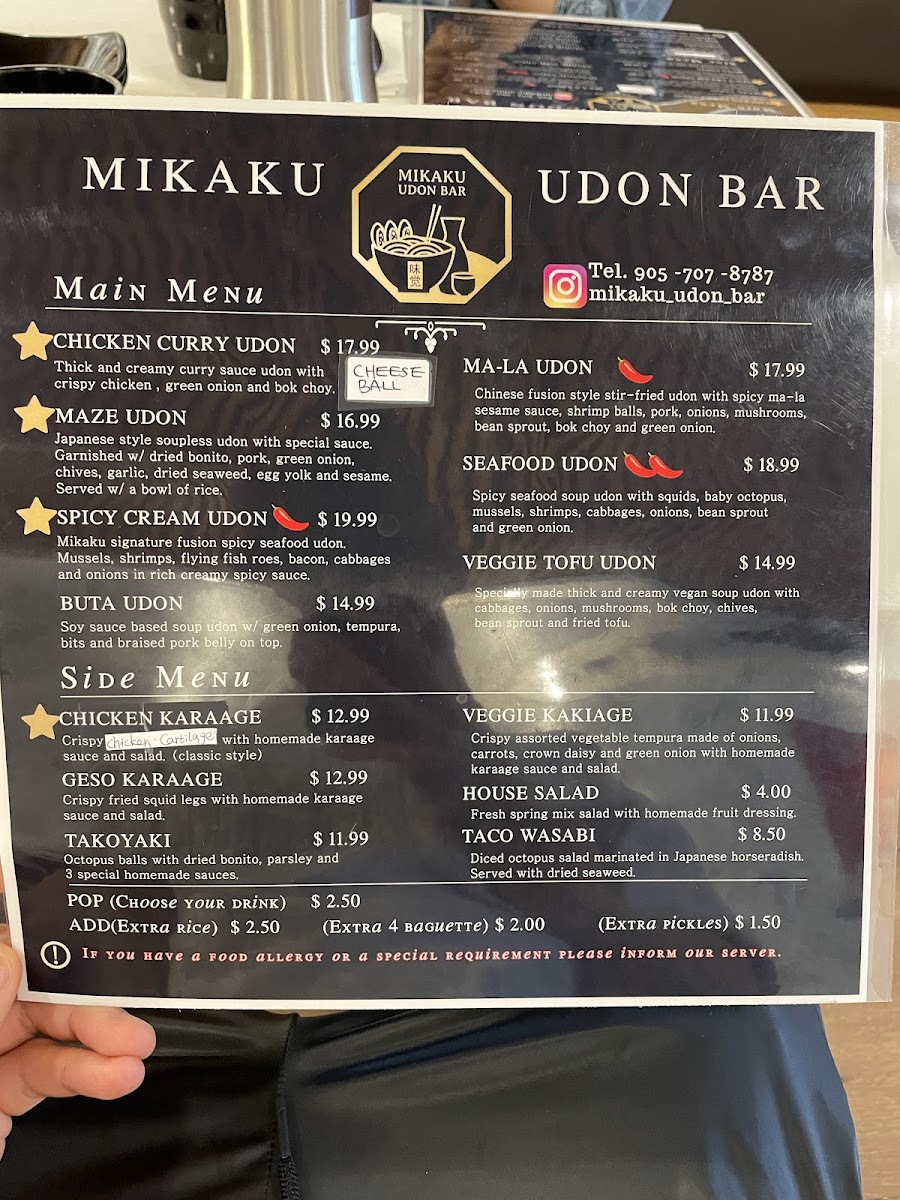 MIKAKU
MIKAKU
UDON BAR
味
觉
UDON BAR
Tel. 905 -707 -8787
mikaku_udon_bar
Main Menu
CHICKEN CURRY UDON $ 17.99
Thick and creamy curry sauce udon with
crispy chicken , green onion and bok choy.
CHEESE
BALL
MAZE UDON $ 16.99
Japanese style soupless udon with special sauce.
Garnished w/ dried bonito, pork, green onion,
chives, garlic, dried seaweed, egg yolk and sesame.
Served w/ a bowl of rice.
SPICY CREAM UDON $ 19.99
Mikaku signature fusion spicy seafood udon.
Mussels, shrimps, flying fish roes, bacon, cabbages
and onions in rich creamy spicy sauce.
BUTA UDON $ 14.99
Soy sauce based soup udon w/ green onion, tempura,
bits and braised pork belly on top.
MA-LA UDON $ 17.99
Chinese fusion style stir-fried udon with spicy ma-la
sesame sauce, shrimp balls, pork, onions, mushrooms,
bean sprout, bok choy and green onion.
SEAFOOD UDON $ 18.99
Spicy seafood soup udon with squids, baby octopus,
mussels, shrimps, cabbages, onions, bean sprout
and green onion.
VEGGIE TOFU UDON $ 14.99
Specially made thick and creamy vegan soup udon with
cabbages, onions, mushrooms, bok choy, chives,
bean sprout and fried tofu.
Side Menu
CHICKEN KARAAGE $ 12.99
Crispy chicken Cartilage with homemade karaage
sauce and salad. (classic style)
GESO KARAAGE $ 12.99
Crispy fried squid legs with homemade karaage
sauce and salad.
TAKOYAKI $ 11.99
Octopus balls with dried bonito, parsley and
3 special homemade sauces.
VEGGIE KAKIAGE $ 11.99
Crispy assorted vegetable tempura made of onions,
carrots, crown daisy and green onion with homemade
karaage sauce and salad.
HOUSE SALAD $ 4.00
Fresh spring mix salad with homemade fruit dressing.
TACO WASABI $ 8.50
Diced octopus salad marinated in Japanese horseradish.
Served with dried seaweed.
POP (Choose your drink) $ 2.50
ADD(Extra rice) $ 2.50 (Extra 4 baguette) $ 2.00 (Extra pickles) $ 1.50
If you have a food allergy or a special requirement please inform our server.